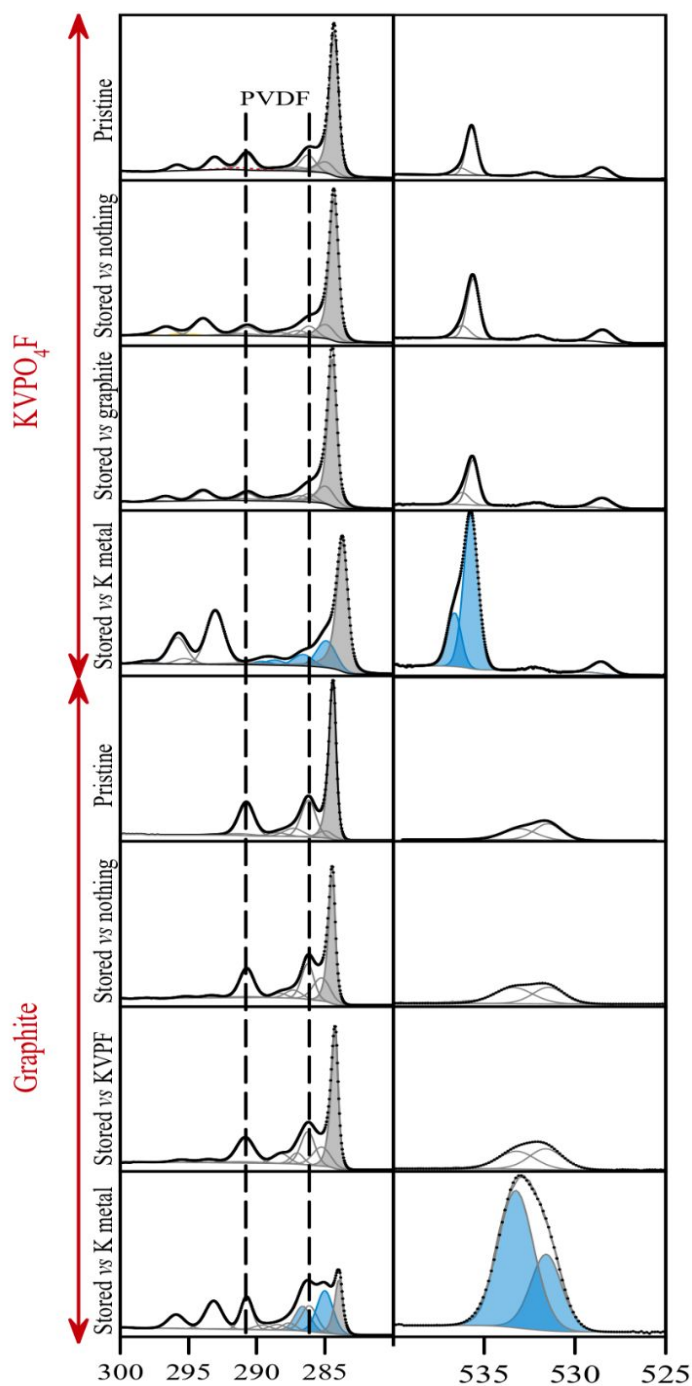 PVDF
KVPO₄F
Pristine
Stored vs nothing
Stored vs graphite
Stored vs K metal
Graphite
Pristine
Stored vs nothing
Stored vs KVPF
Stored vs K metal
300 295 290 285 535 530 525